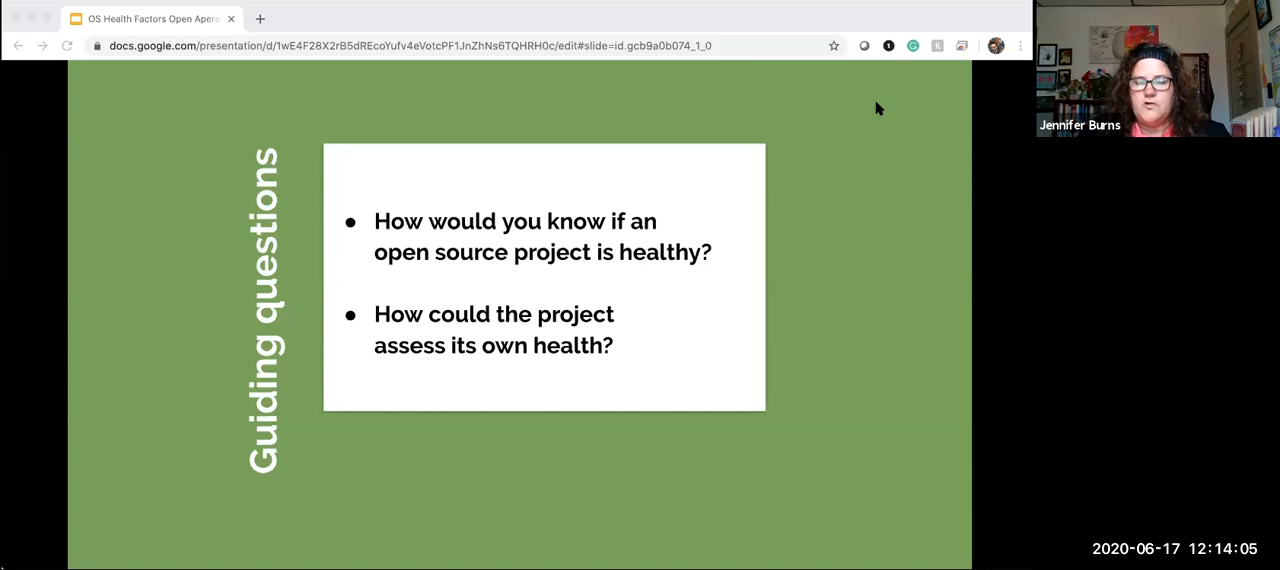 OS Health Factors Open Apere
docs.google.com/presentation/d/1wE4F28X2rB5dREcoYufv4eVotcPF1JnZhNs6TQHRH0c/edit#slide=id.gcb9a0b074_1_0
Jennifer Burns
Guiding questions
• How would you know if an
open source project is healthy?
• How could the project
assess its own health?
2020-06-17 12:14:05